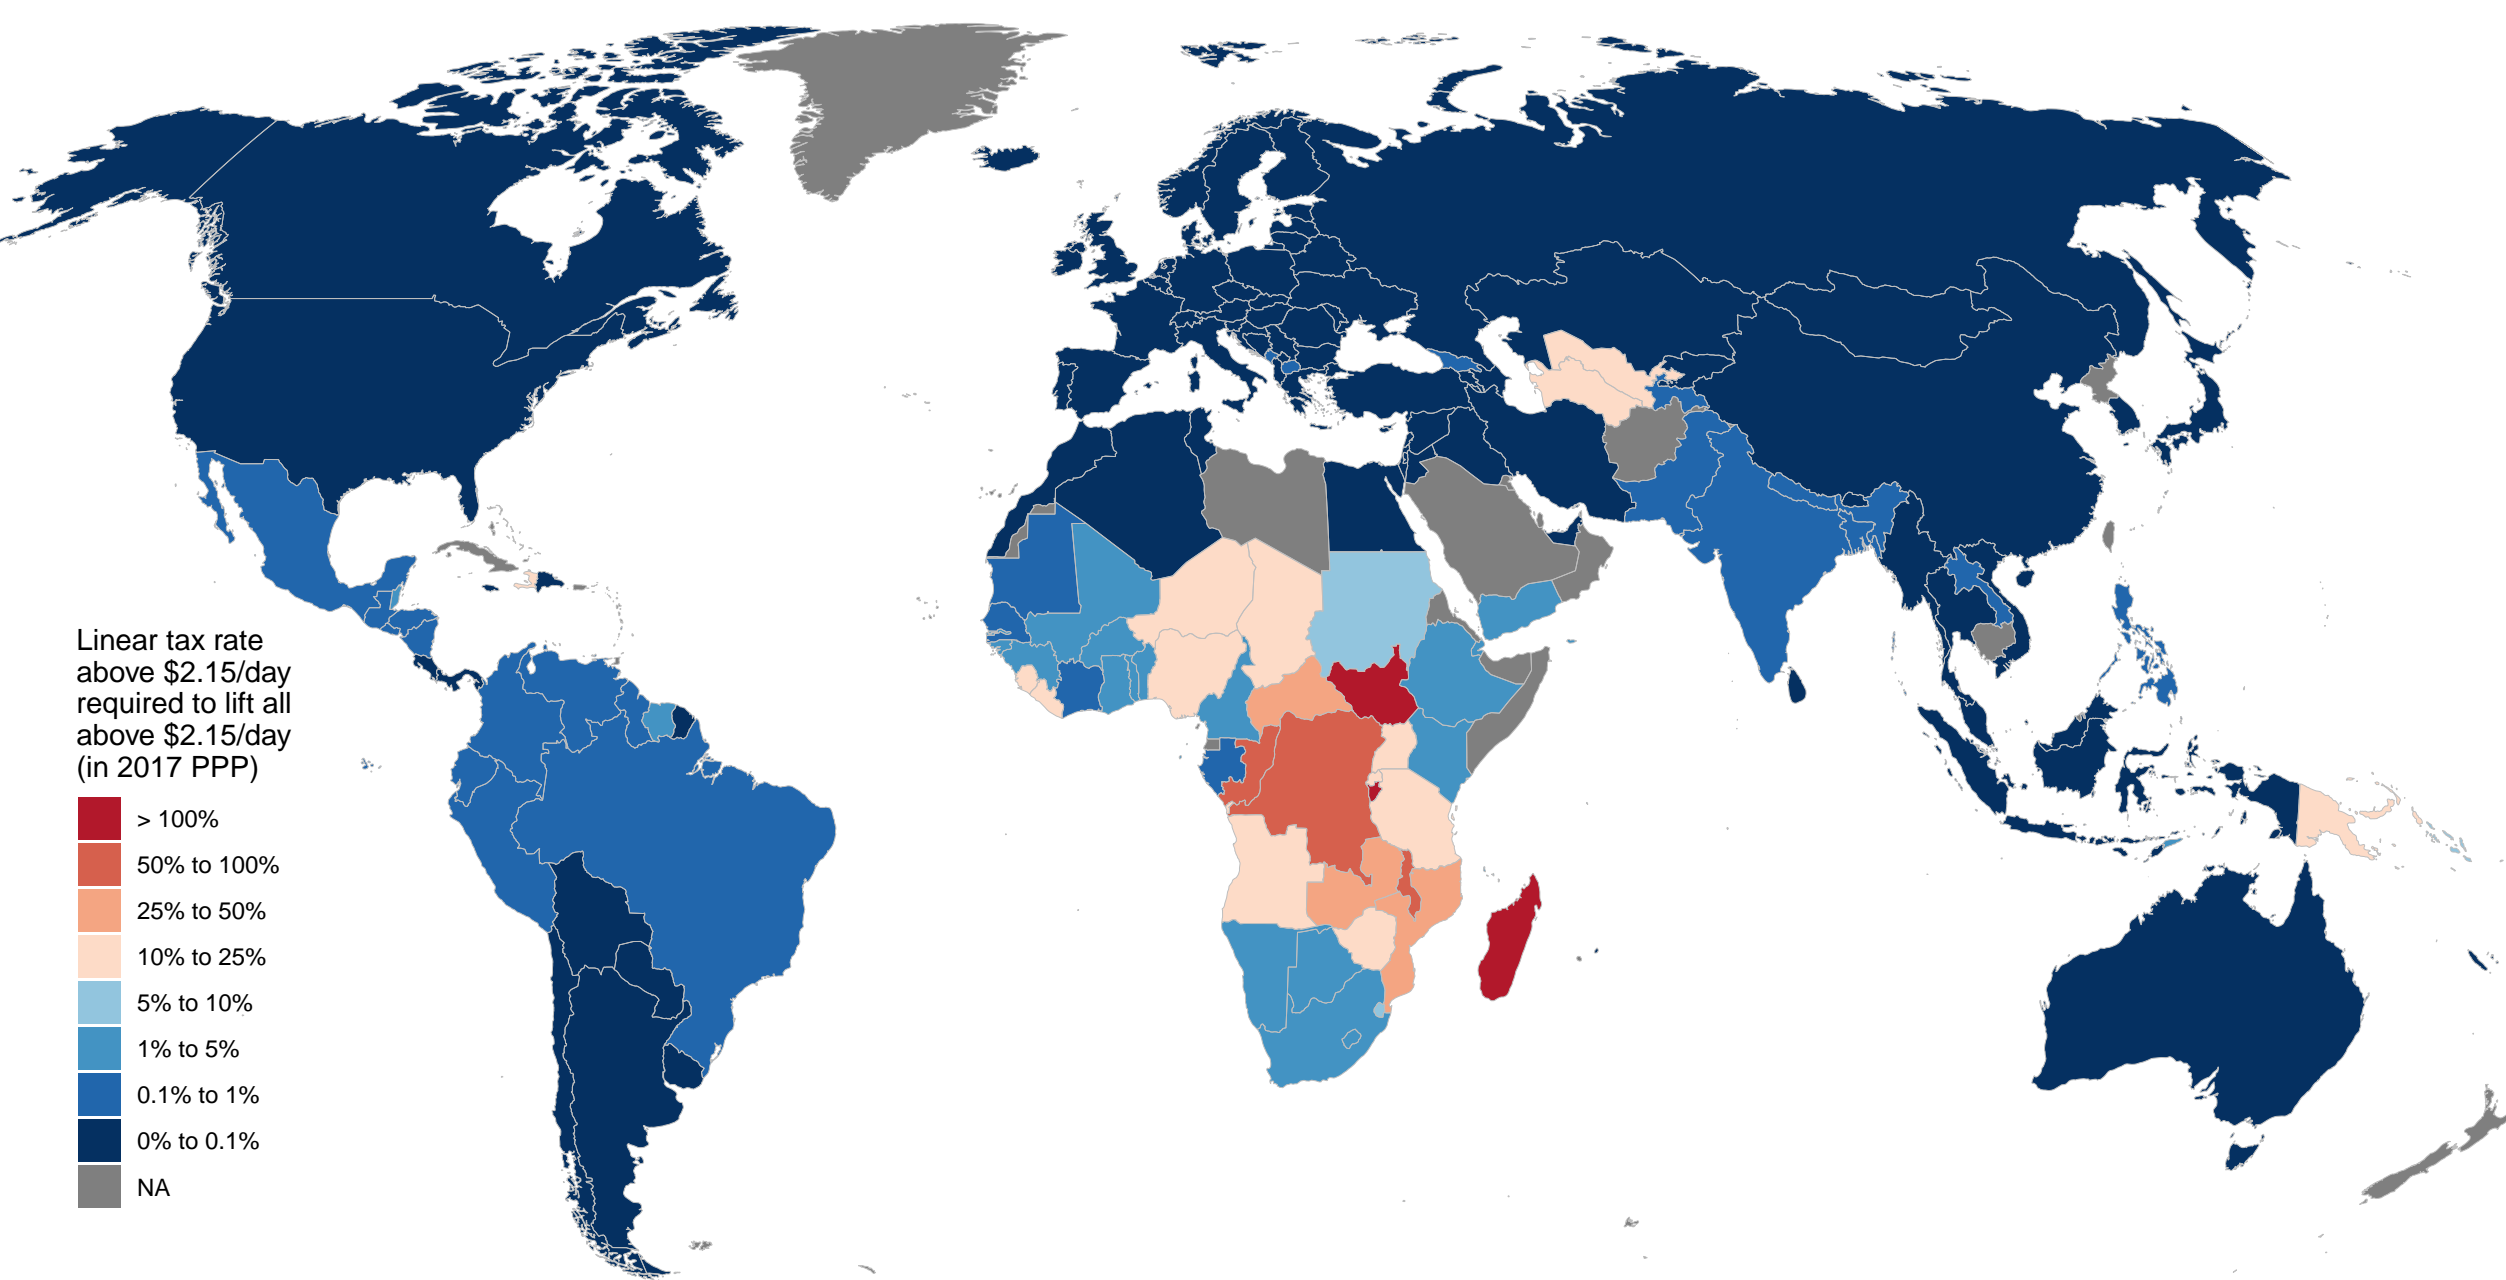 Linear tax rate
above $2.15/day
required to lift all
above $2.15/day
(in 2017 PPP)
> 100%
50% to 100%
25% to 50%
10% to 25%
5% to 10%
1% to 5%
0.1% to 1%
0% to 0.1%
NA